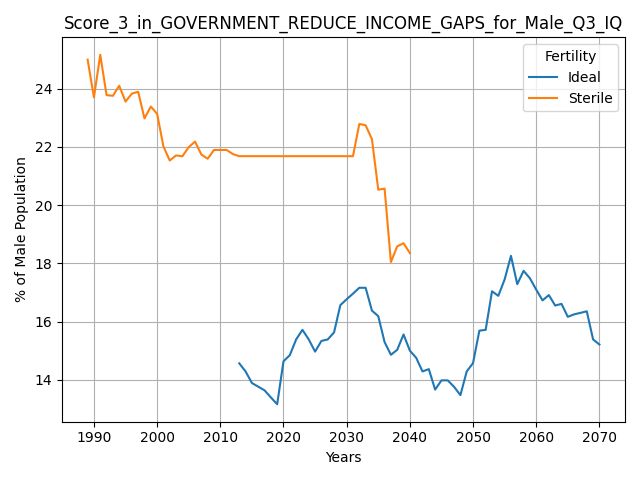 Score_3_in_GOVERNMENT_REDUCE_INCOME_GAPS_for_Male_Q3_IQ
Fertility
Ideal
Sterile
% of Male Population
24
22
20
18
16
14
1990 2000 2010 2020 2030 2040 2050 2060 2070
Years